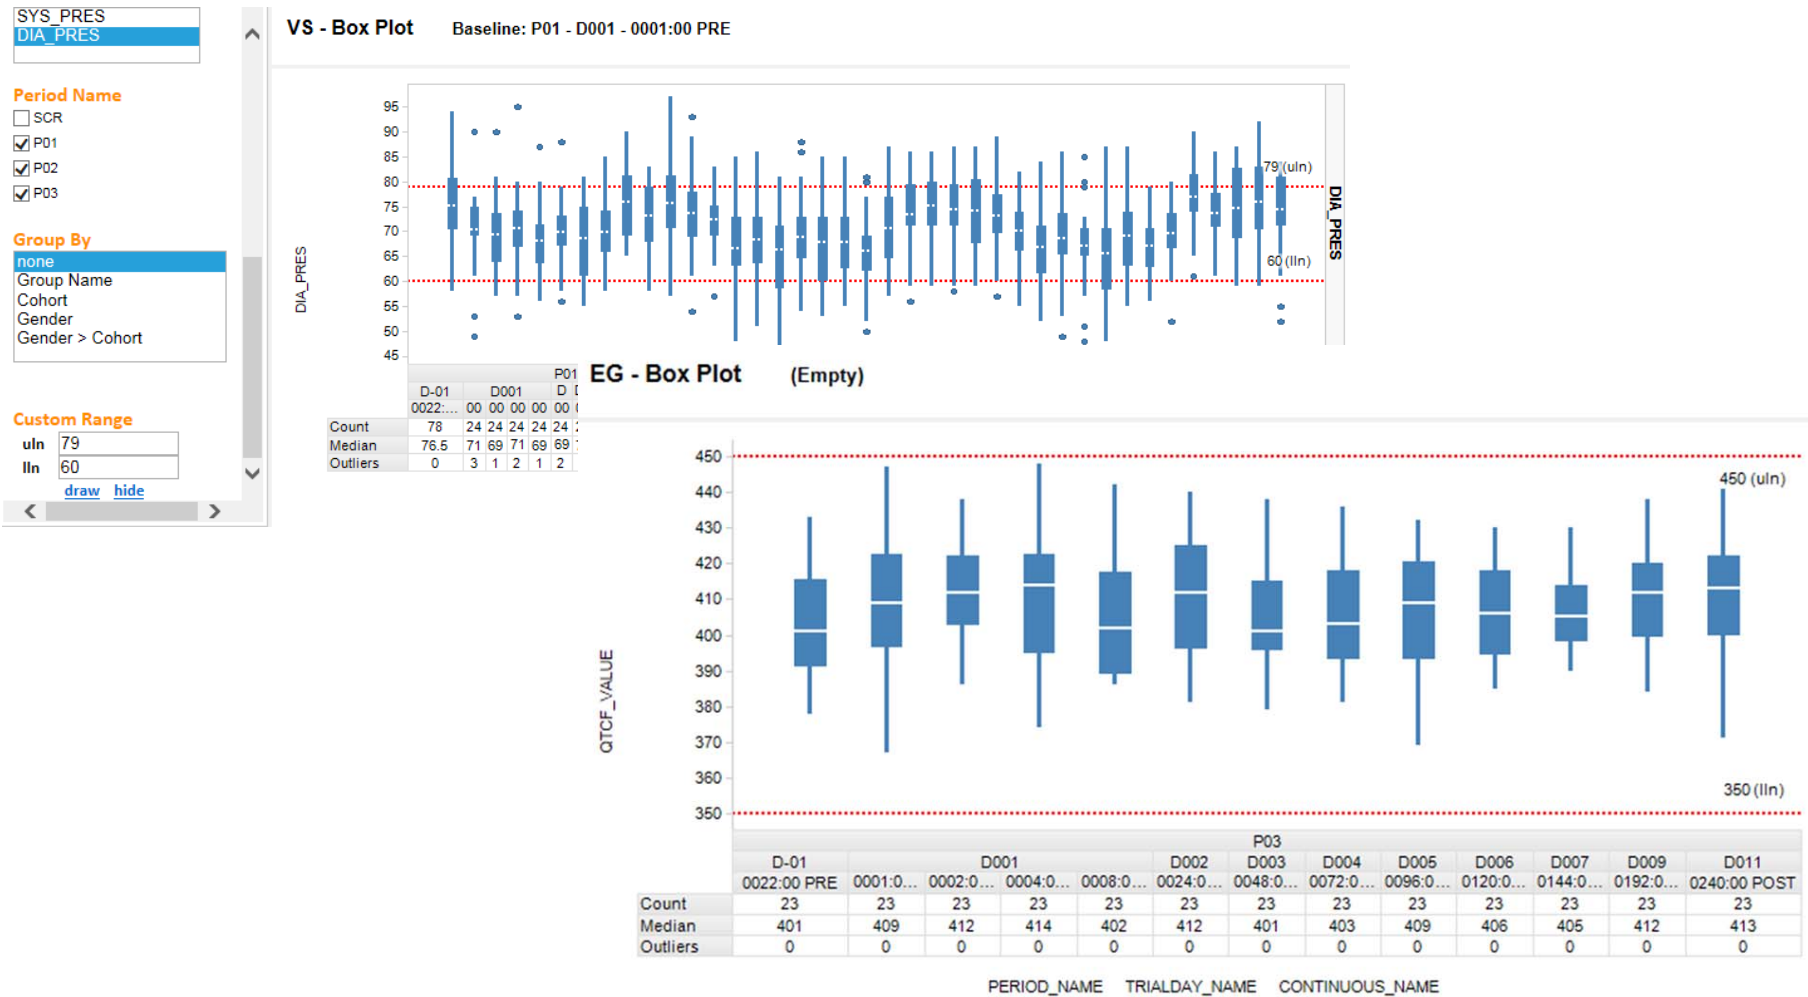 SYS_PRES
DIA_PRES
Period Name
SCR
P01
P02
P03
Group By
none
Group Name
Cohort
Gender
Gender > Cohort
Custom Range
uln 79
lln 60
draw hide
VS - Box Plot Baseline: P01 - D001 - 0001:00 PRE
95
90
85
80
75
70
65
60
55
50
45
DIA_PRES
79 (uln)
60 (lln)
DIA_PRES
P01
D-01 D001 D
0022:... 00 00 00 00 00
Count 78 24 24 24 24 24
Median 76.5 71 69 71 69 69
Outliers 0 3 1 2 1 2
EG - Box Plot (Empty)
450
440
430
420
410
400
390
380
370
360
350
QTCF_VALUE
450 (uln)
350 (lln)
P03
D-01 D001 D002 D003 D004 D005 D006 D007 D009 D011
0022:00 PRE 0001:0... 0002:0... 0004:0... 0008:0... 0024:0... 0048:0... 0072:0... 0096:0... 0120:0... 0144:0... 0192:0... 0240:00 POST
Count 23 23 23 23 23 23 23 23 23 23 23 23 23
Median 401 409 412 414 402 412 401 403 409 406 405 412 413
Outliers 0 0 0 0 0 0 0 0 0 0 0 0 0
PERIOD_NAME TRIALDAY_NAME CONTINUOUS_NAME